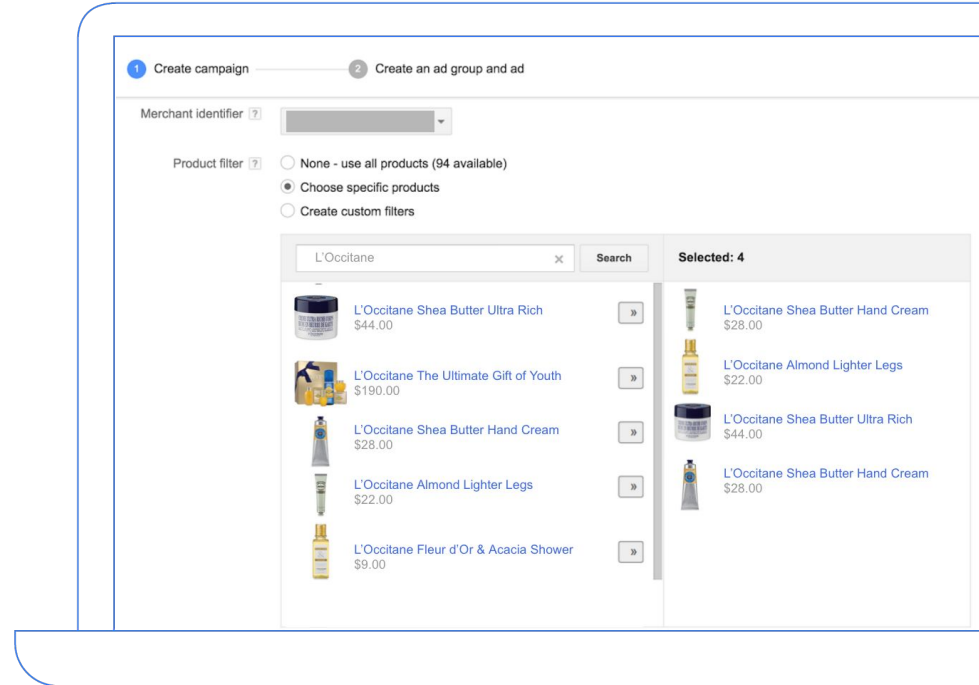 1 Create campaign
2 Create an ad group and ad
Merchant identifier ?
Product filter ?
None - use all products (94 available)
Choose specific products
Create custom filters
L'Occitane × Search
L'Occitane Shea Butter Ultra Rich
$44.00
»
L'Occitane The Ultimate Gift of Youth
$190.00
»
L'Occitane Shea Butter Hand Cream
$28.00
»
L'Occitane Almond Lighter Legs
$22.00
»
L'Occitane Fleur d'Or & Acacia Shower
$9.00
»
Selected: 4
L'Occitane Shea Butter Hand Cream
$28.00
L'Occitane Almond Lighter Legs
$22.00
L'Occitane Shea Butter Ultra Rich
$44.00
L'Occitane Shea Butter Hand Cream
$28.00